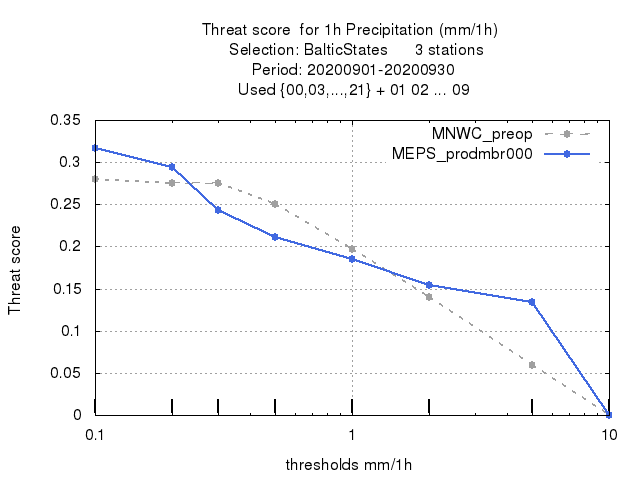 Threat score  for 1h Precipitation (mm/1h)
Selection: BalticStates      3 stations
Period: 20200901-20200930
Used {00,03,...,21} + 01 02 ... 09
MNWC_preop
MEPS_prodmbr000
Threat score
0.35
0.3
0.25
0.2
0.15
0.1
0.05
0
0.1 1 10
thresholds mm/1h